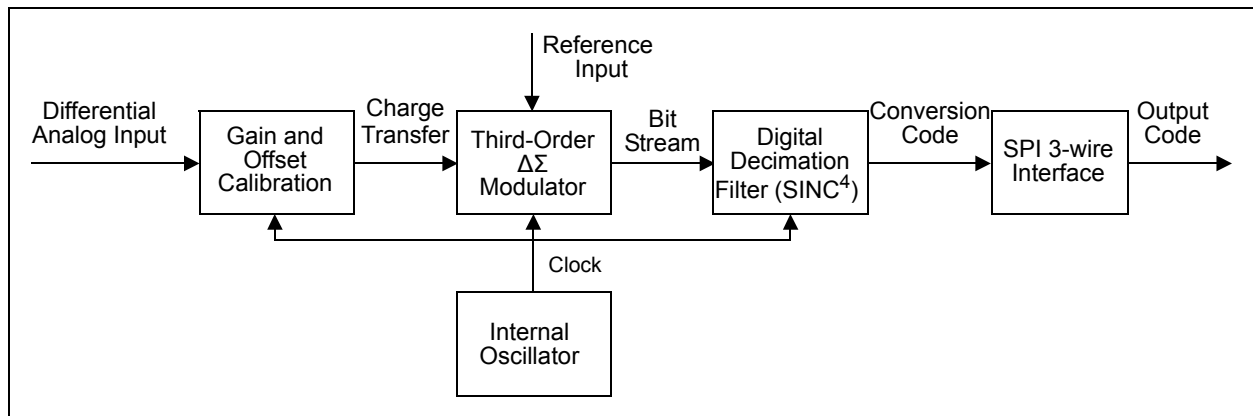 Reference
Input
Differential
Analog Input
Gain and
Offset
Calibration
Charge
Transfer
Third-Order
ΔΣ
Modulator
Bit
Stream
Digital
Decimation
Filter (SINC⁴)
Conversion
Code
SPI 3-wire
Interface
Output
Code
Clock
Internal
Oscillator